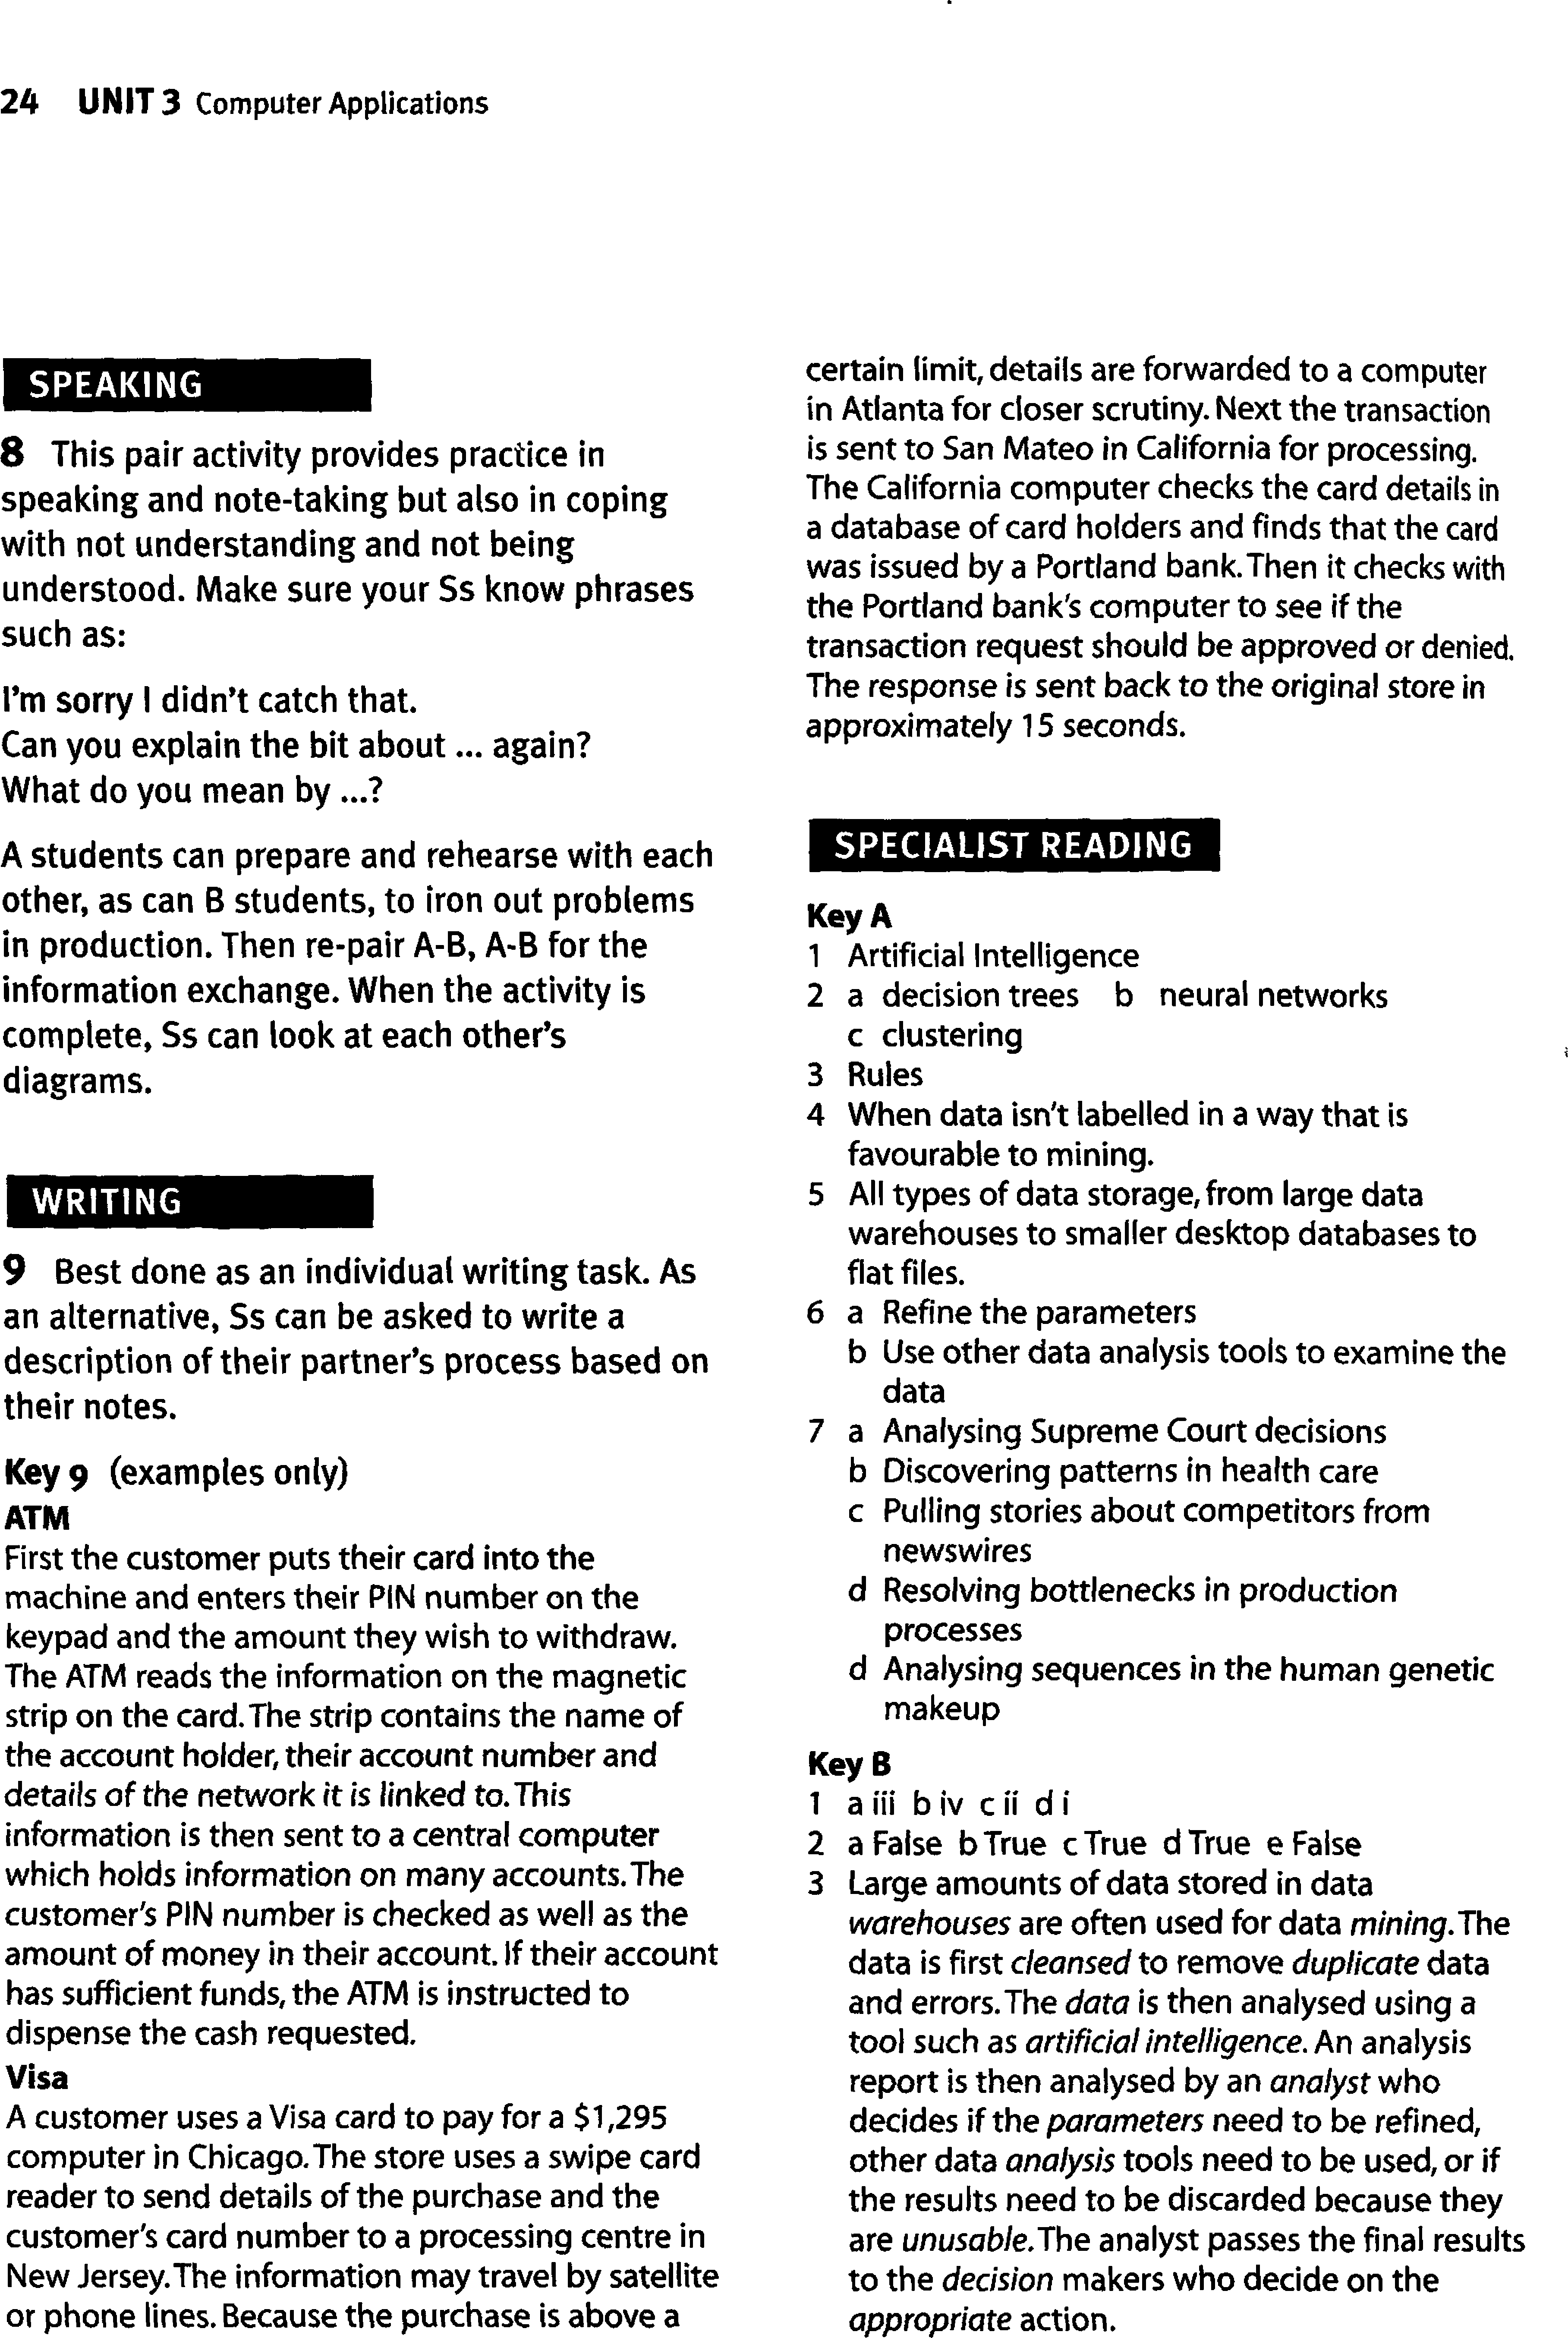 24 UNIT 3 Computer Applications
SPEAKING
8 This pair activity provides practice in
speaking and note-taking but also in coping
with not understanding and not being
understood. Make sure your Ss know phrases
such as:
I'm sorry I didn't catch that.
Can you explain the bit about ... again?
What do you mean by ...?
A students can prepare and rehearse with each
other, as can B students, to iron out problems
in production. Then re-pair A-B, A-B for the
information exchange. When the activity is
complete, Ss can look at each other's
diagrams.
WRITING
9 Best done as an individual writing task. As
an alternative, Ss can be asked to write a
description of their partner's process based on
their notes.
Key 9 (examples only)
ATM
First the customer puts their card into the
machine and enters their PIN number on the
keypad and the amount they wish to withdraw.
The ATM reads the information on the magnetic
strip on the card. The strip contains the name of
the account holder, their account number and
details of the network it is linked to. This
information is then sent to a central computer
which holds information on many accounts. The
customer's PIN number is checked as well as the
amount of money in their account. If their account
has sufficient funds, the ATM is instructed to
dispense the cash requested.
Visa
A customer uses a Visa card to pay for a $1,295
computer in Chicago. The store uses a swipe card
reader to send details of the purchase and the
customer's card number to a processing centre in
New Jersey. The information may travel by satellite
or phone lines. Because the purchase is above a
certain limit, details are forwarded to a computer
in Atlanta for closer scrutiny. Next the transaction
is sent to San Mateo in California for processing.
The California computer checks the card details in
a database of card holders and finds that the card
was issued by a Portland bank. Then it checks with
the Portland bank's computer to see if the
transaction request should be approved or denied.
The response is sent back to the original store in
approximately 15 seconds.
SPECIALIST READING
Key A
1 Artificial Intelligence
2 a decision trees b neural networks
c clustering
3 Rules
4 When data isn't labelled in a way that is
favourable to mining.
5 All types of data storage, from large data
warehouses to smaller desktop databases to
flat files.
6 a Refine the parameters
b Use other data analysis tools to examine the
data
7 a Analysing Supreme Court decisions
b Discovering patterns in health care
c Pulling stories about competitors from
newswires
d Resolving bottlenecks in production
processes
d Analysing sequences in the human genetic
makeup
Key B
1 a iii b iv c ii d i
2 a False b True c True d True e False
3 Large amounts of data stored in data
warehouses are often used for data mining. The
data is first cleansed to remove duplicate data
and errors. The data is then analysed using a
tool such as artificial intelligence. An analysis
report is then analysed by an analyst who
decides if the parameters need to be refined,
other data analysis tools need to be used, or if
the results need to be discarded because they
are unusable. The analyst passes the final results
to the decision makers who decide on the
appropriate action.